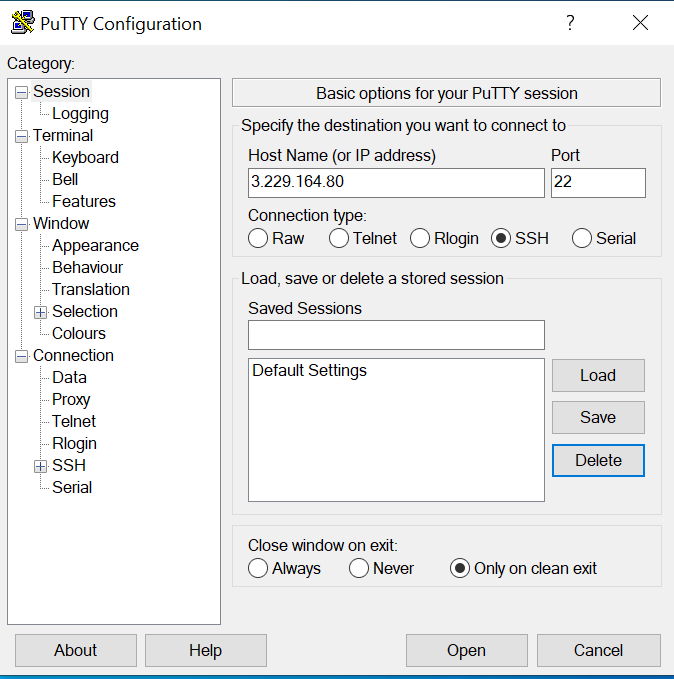 PuTTY Configuration
?
Category:
Session
Logging
Terminal
Keyboard
Bell
Features
Window
Appearance
Behaviour
Translation
Selection
Colours
Connection
Data
Proxy
Telnet
Rlogin
SSH
Serial
Basic options for your PuTTY session
Specify the destination you want to connect to
Host Name (or IP address) Port
3.229.164.80 22
Connection type:
Raw Telnet Rlogin SSH Serial
Load, save or delete a stored session
Saved Sessions
Default Settings
Load
Save
Delete
Close window on exit:
Always Never Only on clean exit
About Help Open Cancel